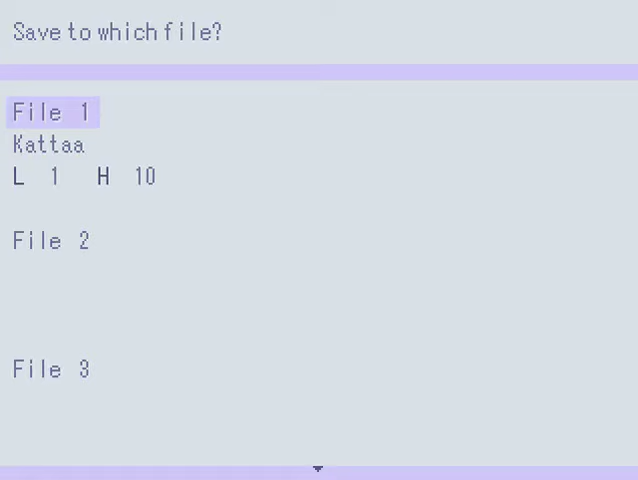 Save to which file?
File 1
Kattaa
L 1 H 10
File 2
File 3